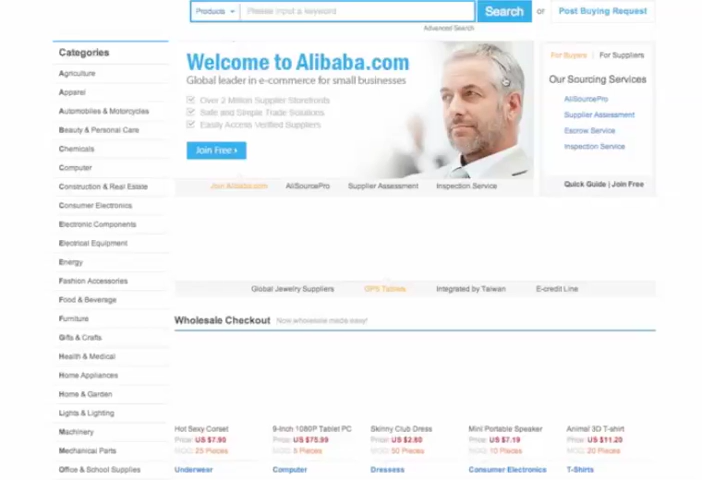 Products
Please input a keyword
Search
or
Post Buying Request
Advanced Search
Categories
Agriculture
Apparel
Automobiles & Motorcycles
Beauty & Personal Care
Chemicals
Computer
Construction & Real Estate
Consumer Electronics
Electronic Components
Electrical Equipment
Energy
Fashion Accessories
Food & Beverage
Furniture
Gifts & Crafts
Health & Medical
Home Appliances
Home & Garden
Lights & Lighting
Machinery
Mechanical Parts
Office & School Supplies
Welcome to Alibaba.com
Global leader in e-commerce for small businesses
Over 2 Million Supplier Storefronts
Safe and Simple Trade Solutions
Easily Access Verified Suppliers
Join Free ›
Join Alibaba.com AliSourcePro Supplier Assessment Inspection Service
For Buyers | For Suppliers
Our Sourcing Services
AliSourcePro
Supplier Assessment
Escrow Service
Inspection Service
Quick Guide | Join Free
Global Jewelry Suppliers GPS Tables Integrated by Taiwan E-credit Line
Wholesale Checkout Now wholesale made easy!
Hot Sexy Corset
Price: US $7.90
MOQ: 25 Pieces
Underwear
9-Inch 1080P Tablet PC
Price: US $75.99
MOQ: 5 Pieces
Computer
Skinny Club Dress
Price: US $2.60
MOQ: 50 Pieces
Dressess
Mini Portable Speaker
Price: US $7.19
MOQ: 10 Pieces
Consumer Electronics
Animal 3D T-shirt
Price: US $11.20
MOQ: 20 Pieces
T-Shirts